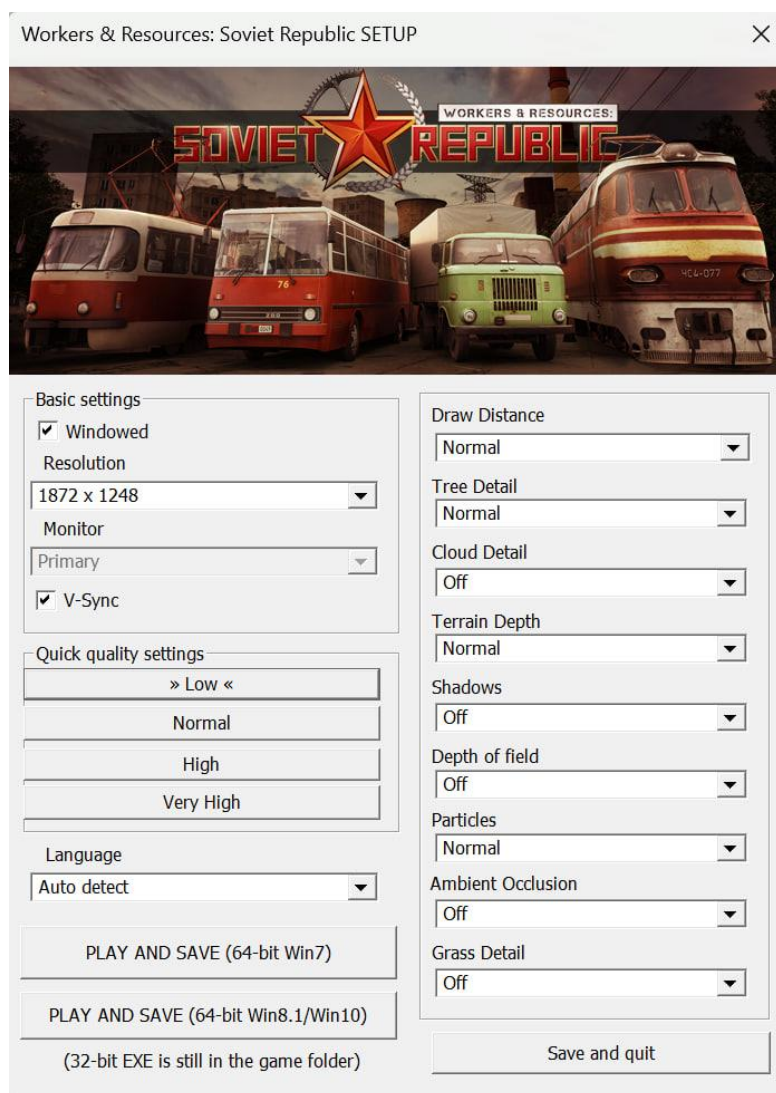 Workers & Resources: Soviet Republic SETUP
WORKERS & RESOURCES:
SOVIET REPUBLIC
76
280
ЧС4-077
Basic settings
Windowed
Resolution
1872 x 1248
Monitor
Primary
V-Sync
Quick quality settings
» Low «
Normal
High
Very High
Language
Auto detect
PLAY AND SAVE (64-bit Win7)
PLAY AND SAVE (64-bit Win8.1/Win10)
(32-bit EXE is still in the game folder)
Draw Distance
Normal
Tree Detail
Normal
Cloud Detail
Off
Terrain Depth
Normal
Shadows
Off
Depth of field
Off
Particles
Normal
Ambient Occlusion
Off
Grass Detail
Off
Save and quit